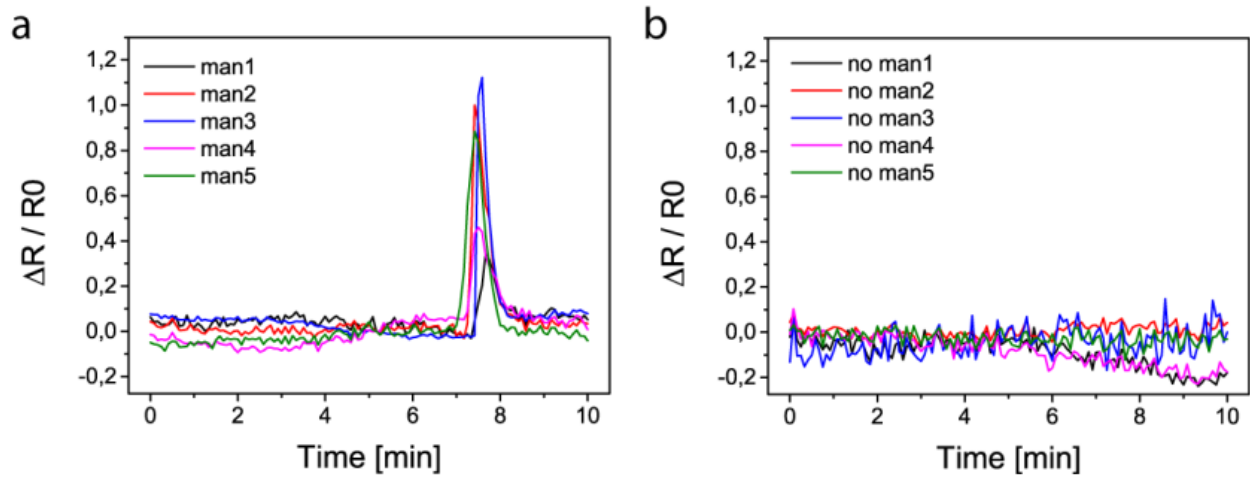 a
1,2
1,0
0,8
0,6
0,4
0,2
0,0
-0,2
ΔR / R0
man1
man2
man3
man4
man5
0 2 4 6 8 10
Time [min]
b
1,2
1,0
0,8
0,6
0,4
0,2
0,0
-0,2
ΔR / R0
no man1
no man2
no man3
no man4
no man5
0 2 4 6 8 10
Time [min]